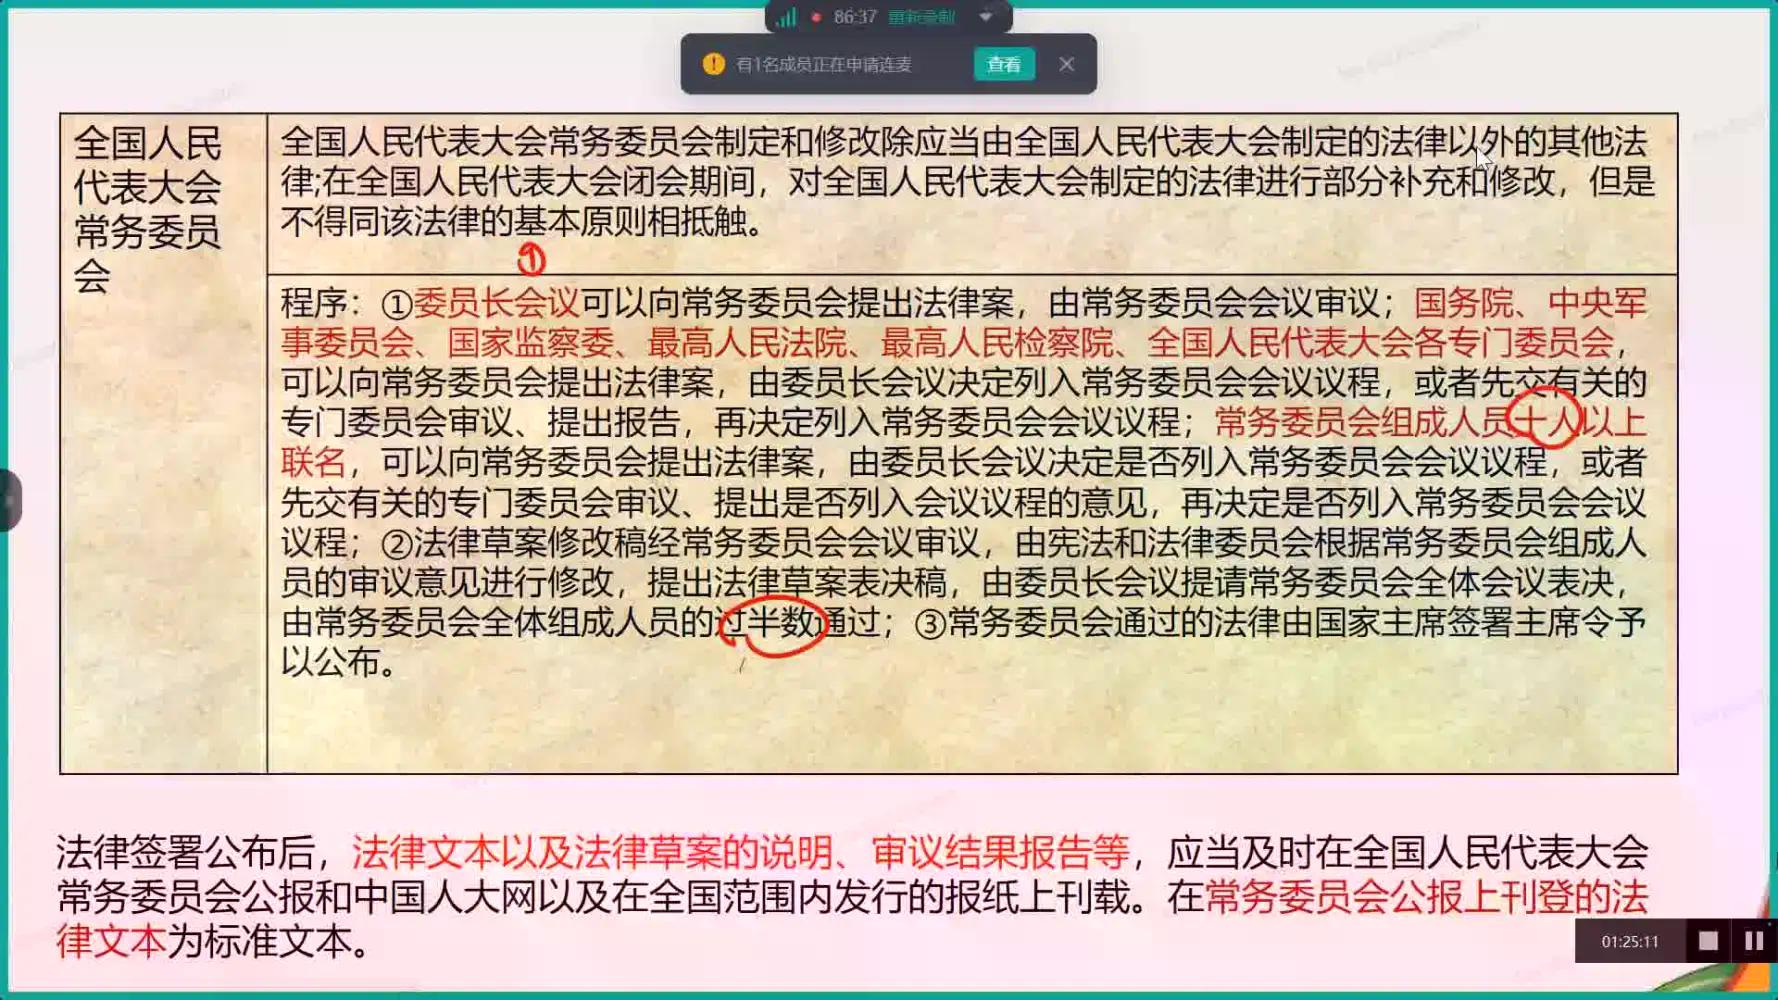 86:37 重新录制
有1名成员正在申请连麦 查看
全国人民
代表大会
常务委员
会
全国人民代表大会常务委员会制定和修改除应当由全国人民代表大会制定的法律以外的其他法
律;在全国人民代表大会闭会期间，对全国人民代表大会制定的法律进行部分补充和修改，但是
不得同该法律的基本原则相抵触。
程序：①委员长会议可以向常务委员会提出法律案，由常务委员会会议审议；国务院、中央军
事委员会、国家监察委、最高人民法院、最高人民检察院、全国人民代表大会各专门委员会，
可以向常务委员会提出法律案，由委员长会议决定列入常务委员会会议议程，或者先交有关的
专门委员会审议、提出报告，再决定列入常务委员会会议议程；常务委员会组成人员十人以上
联名，可以向常务委员会提出法律案，由委员长会议决定是否列入常务委员会会议议程，或者
先交有关的专门委员会审议、提出是否列入会议议程的意见，再决定是否列入常务委员会会议
议程；②法律草案修改稿经常务委员会会议审议，由宪法和法律委员会根据常务委员会组成人
员的审议意见进行修改，提出法律草案表决稿，由委员长会议提请常务委员会全体会议表决，
由常务委员会全体组成人员的过半数通过；③常务委员会通过的法律由国家主席签署主席令予
以公布。
法律签署公布后，法律文本以及法律草案的说明、审议结果报告等，应当及时在全国人民代表大会
常务委员会公报和中国人大网以及在全国范围内发行的报纸上刊载。在常务委员会公报上刊登的法
律文本为标准文本。
01:25:11